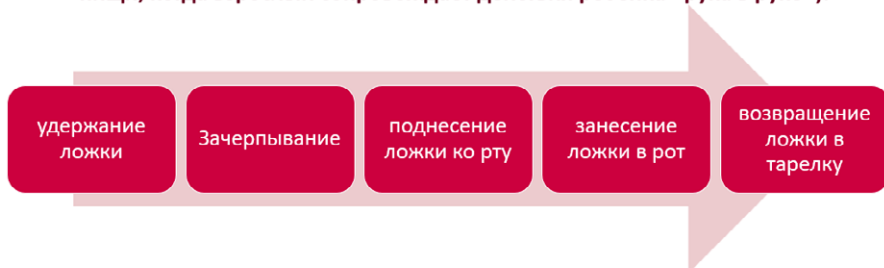 удержание
ложки
Зачерпывание
поднесение
ложки ко рту
занесение
ложки в рот
возвращение
ложки в
тарелку